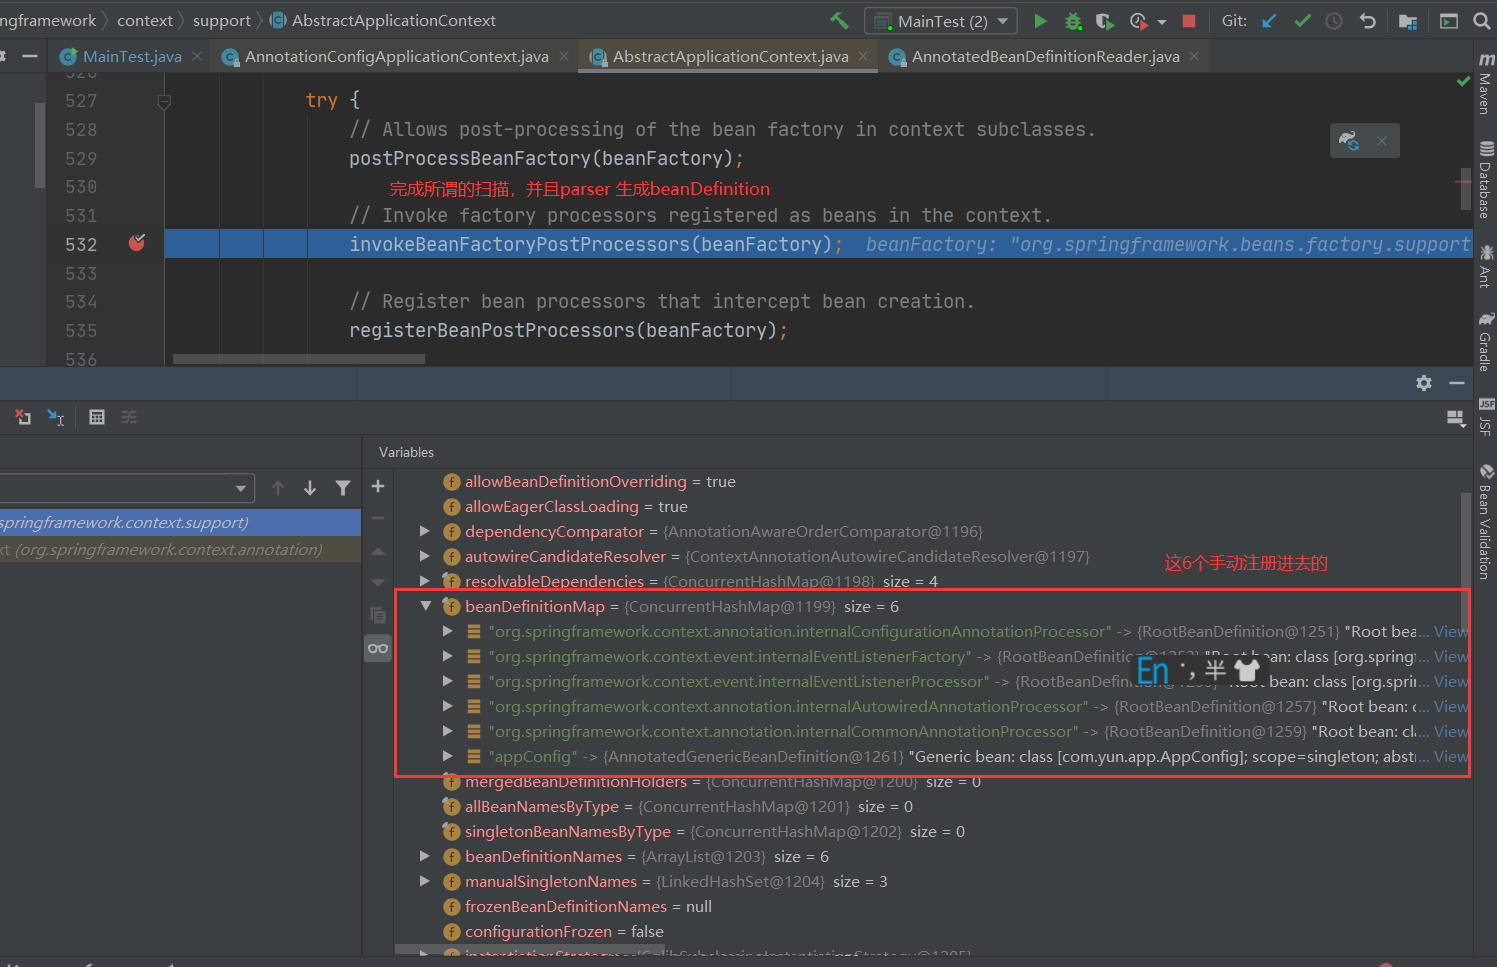 ngframework context support AbstractApplicationContext MainTest (2) Git:
MainTest.java AnnotationConfigApplicationContext.java AbstractApplicationContext.java AnnotatedBeanDefinitionReader.java
527 try {
528 // Allows post-processing of the bean factory in context subclasses.
529 postProcessBeanFactory(beanFactory);
530 完成所谓的扫描，并且parser 生成beanDefinition
531 // Invoke factory processors registered as beans in the context.
532 invokeBeanFactoryPostProcessors(beanFactory); beanFactory: "org.springframework.beans.factory.support
533
534 // Register bean processors that intercept bean creation.
535 registerBeanPostProcessors(beanFactory);
536
Maven
Database
Ant
Gradle
JSF
Bean Validation
Variables
springframework.context.support)
xt (org.springframework.context.annotation)
allowBeanDefinitionOverriding = true
allowEagerClassLoading = true
dependencyComparator = {AnnotationAwareOrderComparator@1196}
autowireCandidateResolver = {ContextAnnotationAutowireCandidateResolver@1197}
这6个手动注册进去的
resolvableDependencies = {ConcurrentHashMap@1198} size = 4
beanDefinitionMap = {ConcurrentHashMap@1199} size = 6
"org.springframework.context.annotation.internalConfigurationAnnotationProcessor" -> {RootBeanDefinition@1251} "Root bea... View
"org.springframework.context.event.internalEventListenerFactory" -> {RootBeanDefinitio "Root bean: class [org.springf... View
"org.springframework.context.event.internalEventListenerProcessor" -> {RootBeanDefini Root bean: class [org.sprin... View
En 半
"org.springframework.context.annotation.internalAutowiredAnnotationProcessor" -> {RootBeanDefinition@1257} "Root bean: c... View
"org.springframework.context.annotation.internalCommonAnnotationProcessor" -> {RootBeanDefinition@1259} "Root bean: cl... View
"appConfig" -> {AnnotatedGenericBeanDefinition@1261} "Generic bean: class [com.yun.app.AppConfig]; scope=singleton; abst... View
mergedBeanDefinitionHolders = {ConcurrentHashMap@1200} size = 0
allBeanNamesByType = {ConcurrentHashMap@1201} size = 0
singletonBeanNamesByType = {ConcurrentHashMap@1202} size = 0
beanDefinitionNames = {ArrayList@1203} size = 6
manualSingletonNames = {LinkedHashSet@1204} size = 3
frozenBeanDefinitionNames = null
configurationFrozen = false